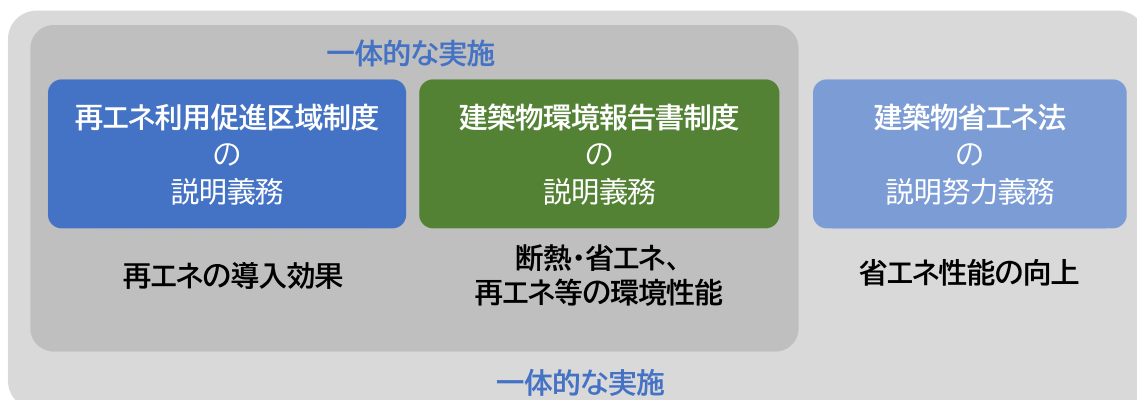 一体的な実施
再エネ利用促進区域制度
の
説明義務
再エネの導入効果
建築物環境報告書制度
の
説明義務
断熱・省エネ、
再エネ等の環境性能
建築物省エネ法
の
説明努力義務
省エネ性能の向上
一体的な実施